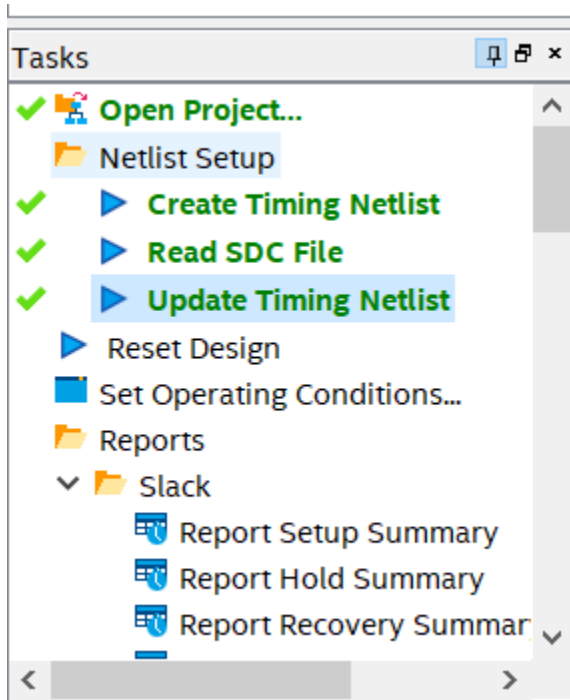 Tasks
Open Project...
Netlist Setup
Create Timing Netlist
Read SDC File
Update Timing Netlist
Reset Design
Set Operating Conditions...
Reports
Slack
Report Setup Summary
Report Hold Summary
Report Recovery Summar